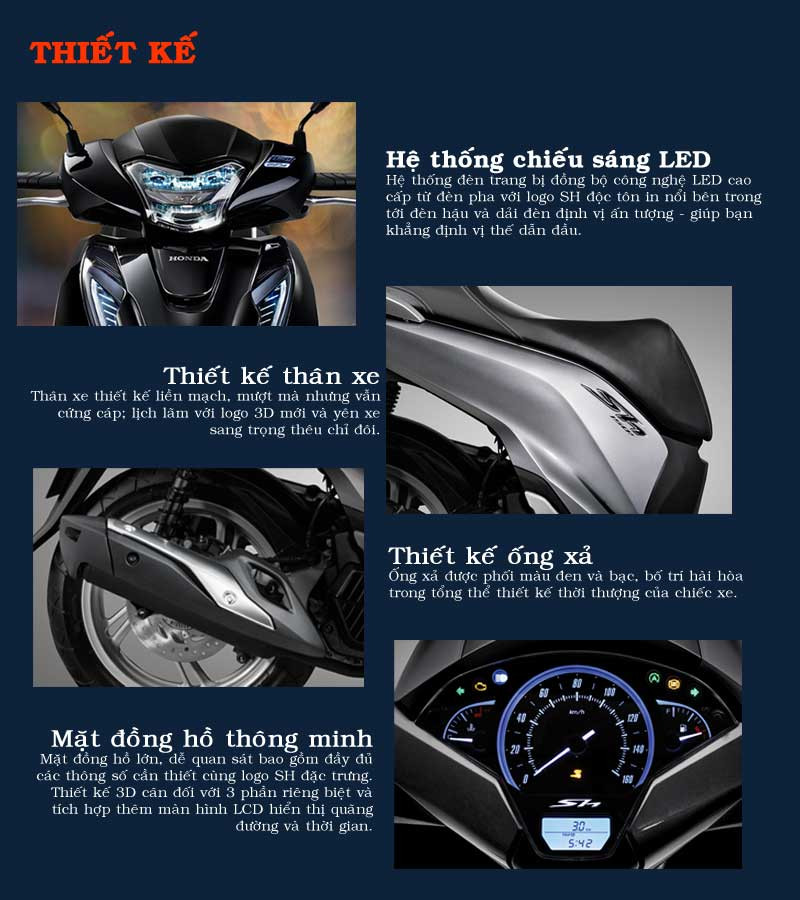 THIẾT KẾ
Hệ thống chiếu sáng LED
Hệ thống đèn trang bị đồng bộ công nghệ LED cao
cấp từ đèn pha với logo SH độc tôn in nổi bên trong
tới đèn hậu và dải đèn định vị ấn tượng - giúp bạn
khẳng định vị thế dẫn đầu.
HONDA
Thiết kế thân xe
Thân xe thiết kế liền mạch, mượt mà nhưng vẫn
cứng cáp; lịch lãm với logo 3D mới và yên xe
sang trọng thêu chỉ đôi.
Sh
Thiết kế ống xả
Ống xả được phối màu đen và bạc, bố trí hài hòa
trong tổng thể thiết kế thời thượng của chiếc xe.
Mặt đồng hồ thông minh
Mặt đồng hồ lớn, dễ quan sát bao gồm đầy đủ
các thông số cần thiết cùng logo SH đặc trưng.
Thiết kế 3D cân đối với 3 phần riêng biệt và
tích hợp thêm màn hình LCD hiển thị quãng
đường và thời gian.
0 20 40 60 80 100 120 140 160
km/h
H
C
F
E
Sh
30
5:42